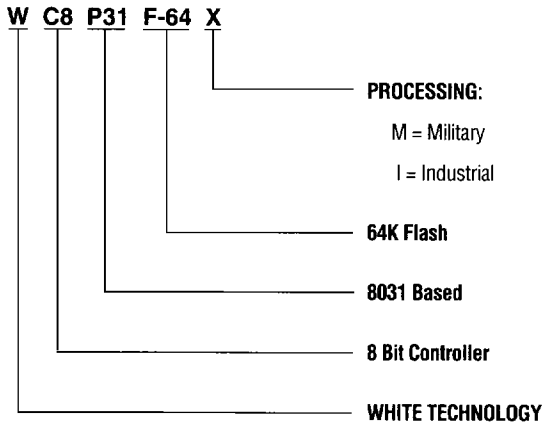 W C8 P31 F-64 X
PROCESSING:
M = Military
I = Industrial
64K Flash
8031 Based
8 Bit Controller
WHITE TECHNOLOGY